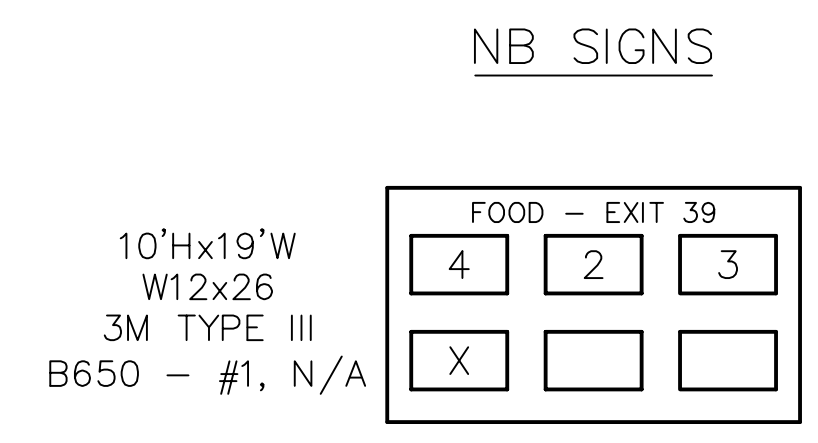 NB SIGNS
10'Hx19'W
W12x26
3M TYPE III
B650 – #1, N/A
FOOD – EXIT 39
4 2 3
X